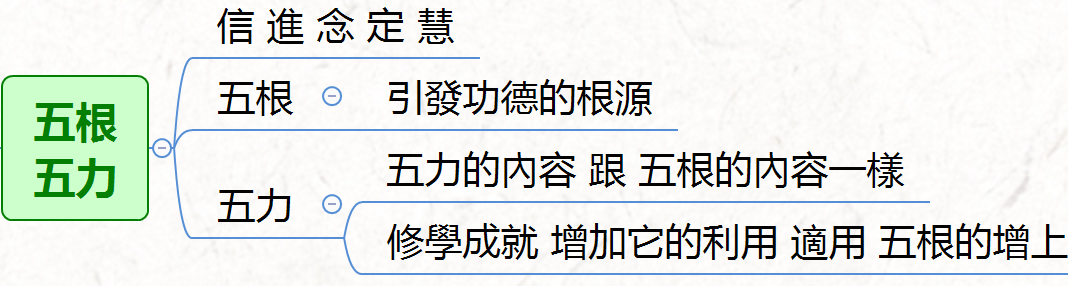 五根
五力
信 進 念 定 慧
五根
引發功德的根源
五力
五力的內容 跟 五根的內容一樣
修學成就 增加它的利用 適用 五根的增上